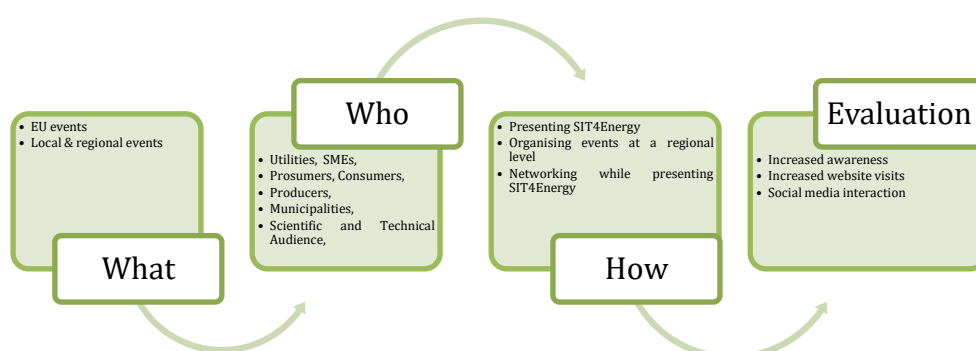 • EU events
• Local & regional events
What
Who
• Utilities, SMEs,
• Prosumers, Consumers,
• Producers,
• Municipalities,
• Scientific and Technical
Audience,
• Presenting SIT4Energy
• Organising events at a regional
level
• Networking while presenting
SIT4Energy
How
Evaluation
• Increased awareness
• Increased website visits
• Social media interaction